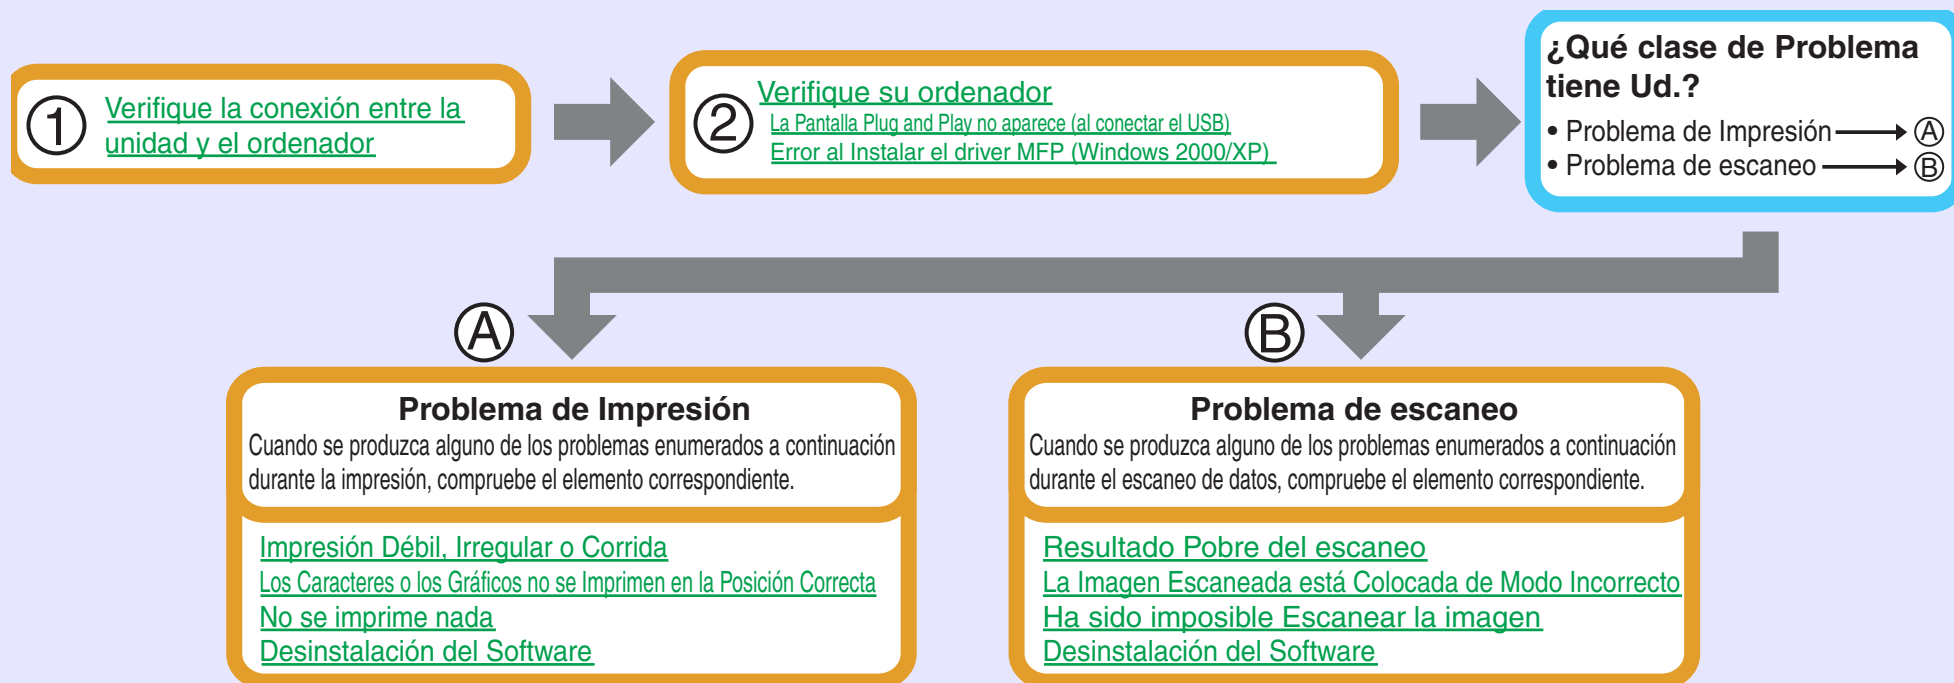 ① Verifique la conexión entre la
unidad y el ordenador
② Verifique su ordenador
La Pantalla Plug and Play no aparece (al conectar el USB)
Error al Instalar el driver MFP (Windows 2000/XP)
¿Qué clase de Problema
tiene Ud.?
• Problema de Impresión → Ⓐ
• Problema de escaneo → Ⓑ
Ⓐ
Problema de Impresión
Cuando se produzca alguno de los problemas enumerados a continuación
durante la impresión, compruebe el elemento correspondiente.
Impresión Débil, Irregular o Corrida
Los Caracteres o los Gráficos no se Imprimen en la Posición Correcta
No se imprime nada
Desinstalación del Software
Ⓑ
Problema de escaneo
Cuando se produzca alguno de los problemas enumerados a continuación
durante el escaneo de datos, compruebe el elemento correspondiente.
Resultado Pobre del escaneo
La Imagen Escaneada está Colocada de Modo Incorrecto
Ha sido imposible Escanear la imagen
Desinstalación del Software